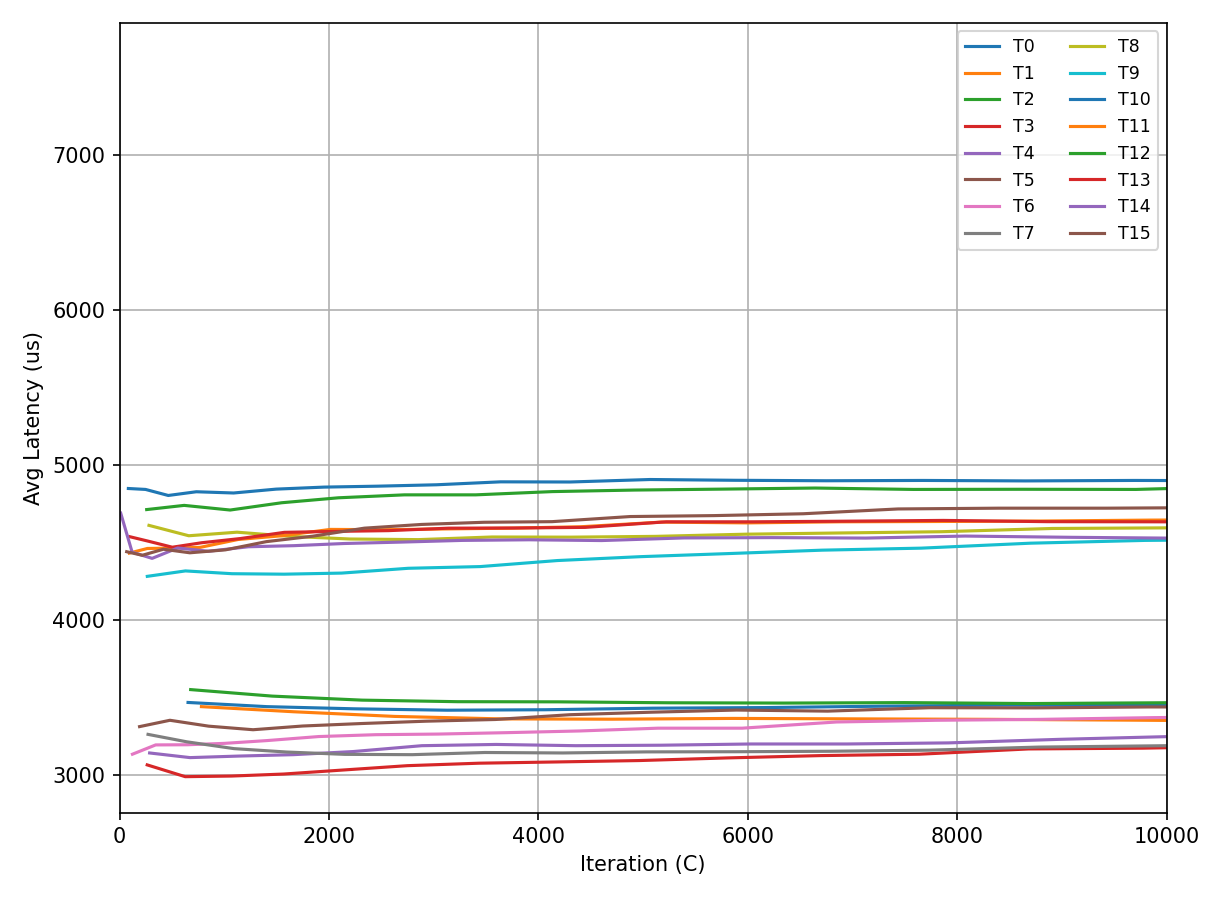 7000
6000
5000
4000
3000
Avg Latency (us)
0 2000 4000 6000 8000 10000
Iteration (C)
T0 T8
T1 T9
T2 T10
T3 T11
T4 T12
T5 T13
T6 T14
T7 T15